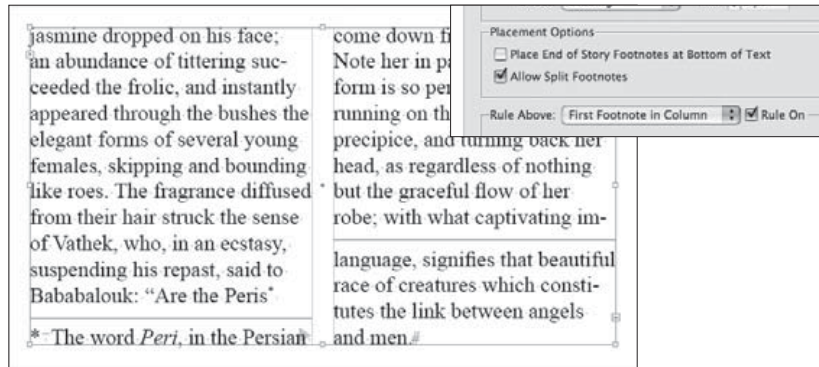 jasmine dropped on his face;
an abundance of tittering suc-
ceeded the frolic, and instantly
appeared through the bushes the
elegant forms of several young
females, skipping and bounding
like roes. The fragrance diffused
from their hair struck the sense
of Vathek, who, in an ecstasy,
suspending his repast, said to
Bababalouk: “Are the Peris*
* The word Peri, in the Persian
come down
Note her in
form is so
running on
precipice, and turning back her
head, as regardless of nothing
but the graceful flow of her
robe; with what captivating im-
language, signifies that beautiful
race of creatures which consti-
tutes the link between angels
and men.
Placement Options
Place End of Story Footnotes at Bottom of Text
Allow Split Footnotes
Rule Above: First Footnote in Column Rule On